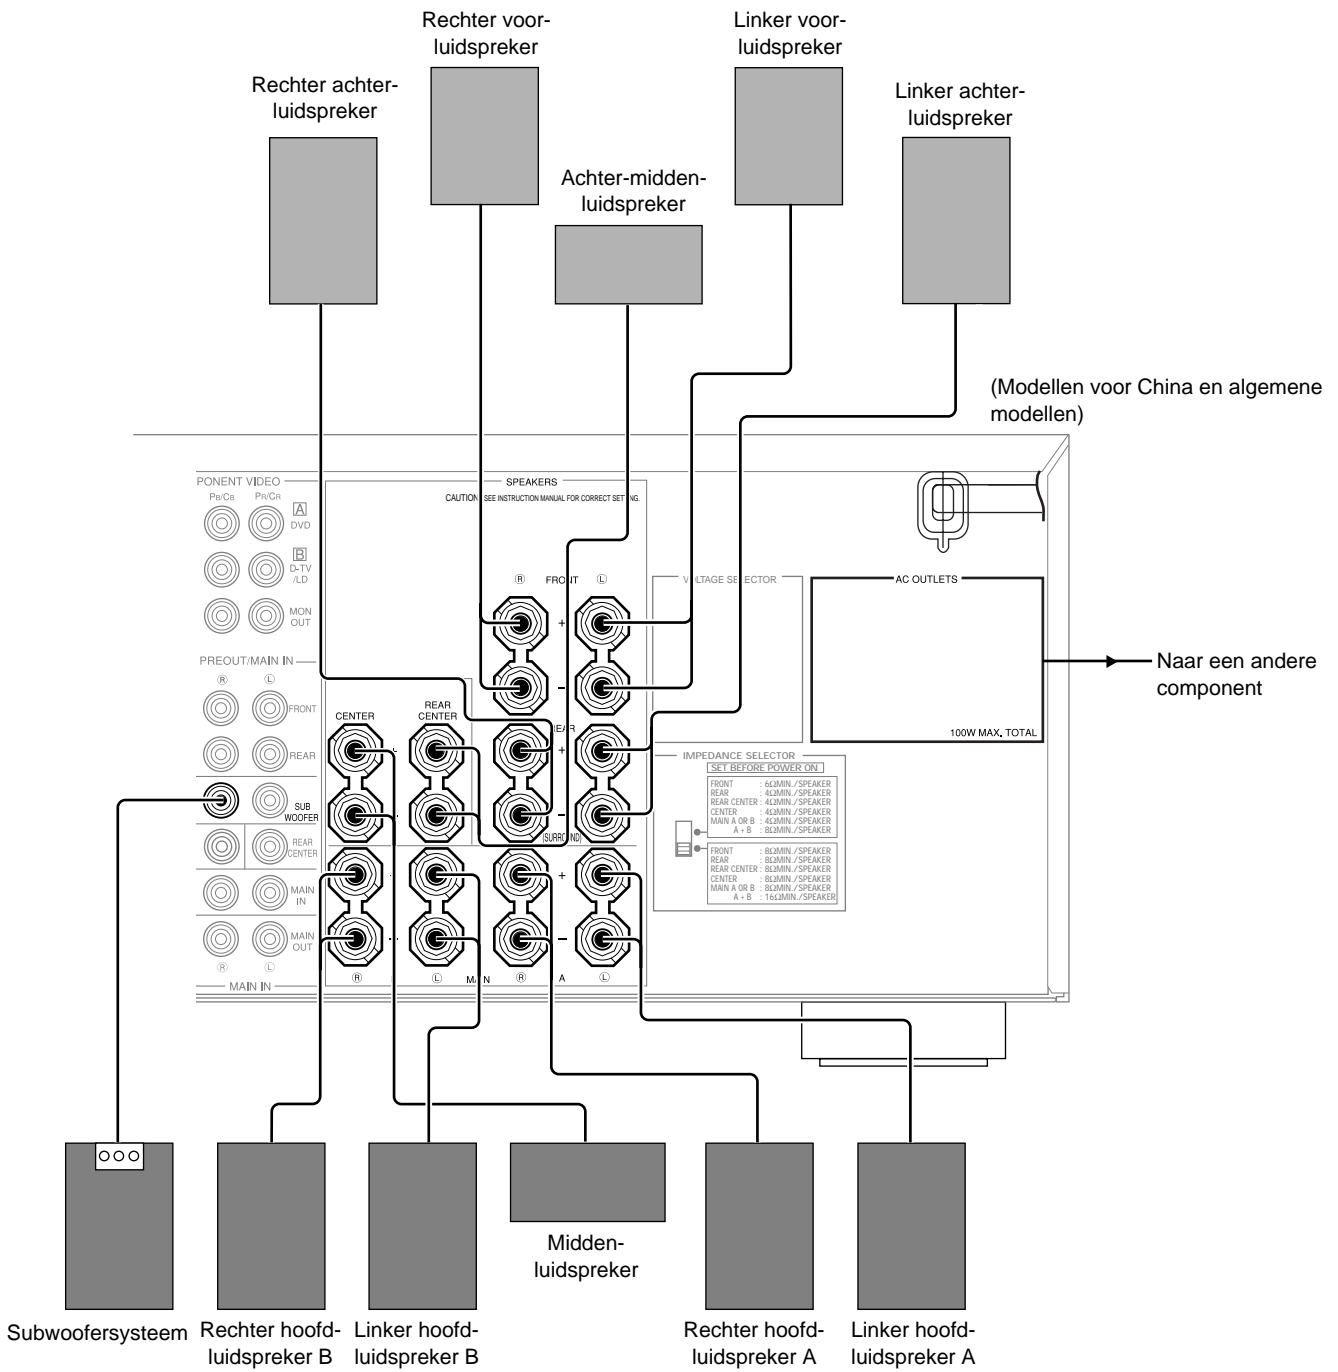 Rechter voor-
luidspreker
Linker voor-
luidspreker
Rechter achter-
luidspreker
Linker achter-
luidspreker
Achter-midden-
luidspreker
(Modellen voor China en algemene
modellen)
PONENT VIDEO
PB/CB PR/CR
A
DVD
B
D-TV
/LD
MON
OUT
SPEAKERS
CAUTION SEE INSTRUCTION MANUAL FOR CORRECT SETTING.
R FRONT L
+
–
VOLTAGE SELECTOR
AC OUTLETS
100W MAX. TOTAL
Naar een andere
component
PREOUT/MAIN IN
R L
FRONT
REAR
SUB
WOOFER
REAR
CENTER
MAIN
IN
MAIN
OUT
R L
MAIN IN
CENTER
REAR
CENTER
REAR
+
–
(SURROUND)
+
–
R L MAIN R A L
IMPEDANCE SELECTOR
SET BEFORE POWER ON
FRONT : 6ΩMIN./SPEAKER
REAR : 4ΩMIN./SPEAKER
REAR CENTER : 4ΩMIN./SPEAKER
CENTER : 4ΩMIN./SPEAKER
MAIN A OR B : 4ΩMIN./SPEAKER
A + B : 8ΩMIN./SPEAKER
FRONT : 8ΩMIN./SPEAKER
REAR : 8ΩMIN./SPEAKER
REAR CENTER : 8ΩMIN./SPEAKER
CENTER : 8ΩMIN./SPEAKER
MAIN A OR B : 8ΩMIN./SPEAKER
A + B : 16ΩMIN./SPEAKER
Midden-
luidspreker
Subwoofersysteem
Rechter hoofd-
luidspreker B
Linker hoofd-
luidspreker B
Rechter hoofd-
luidspreker A
Linker hoofd-
luidspreker A